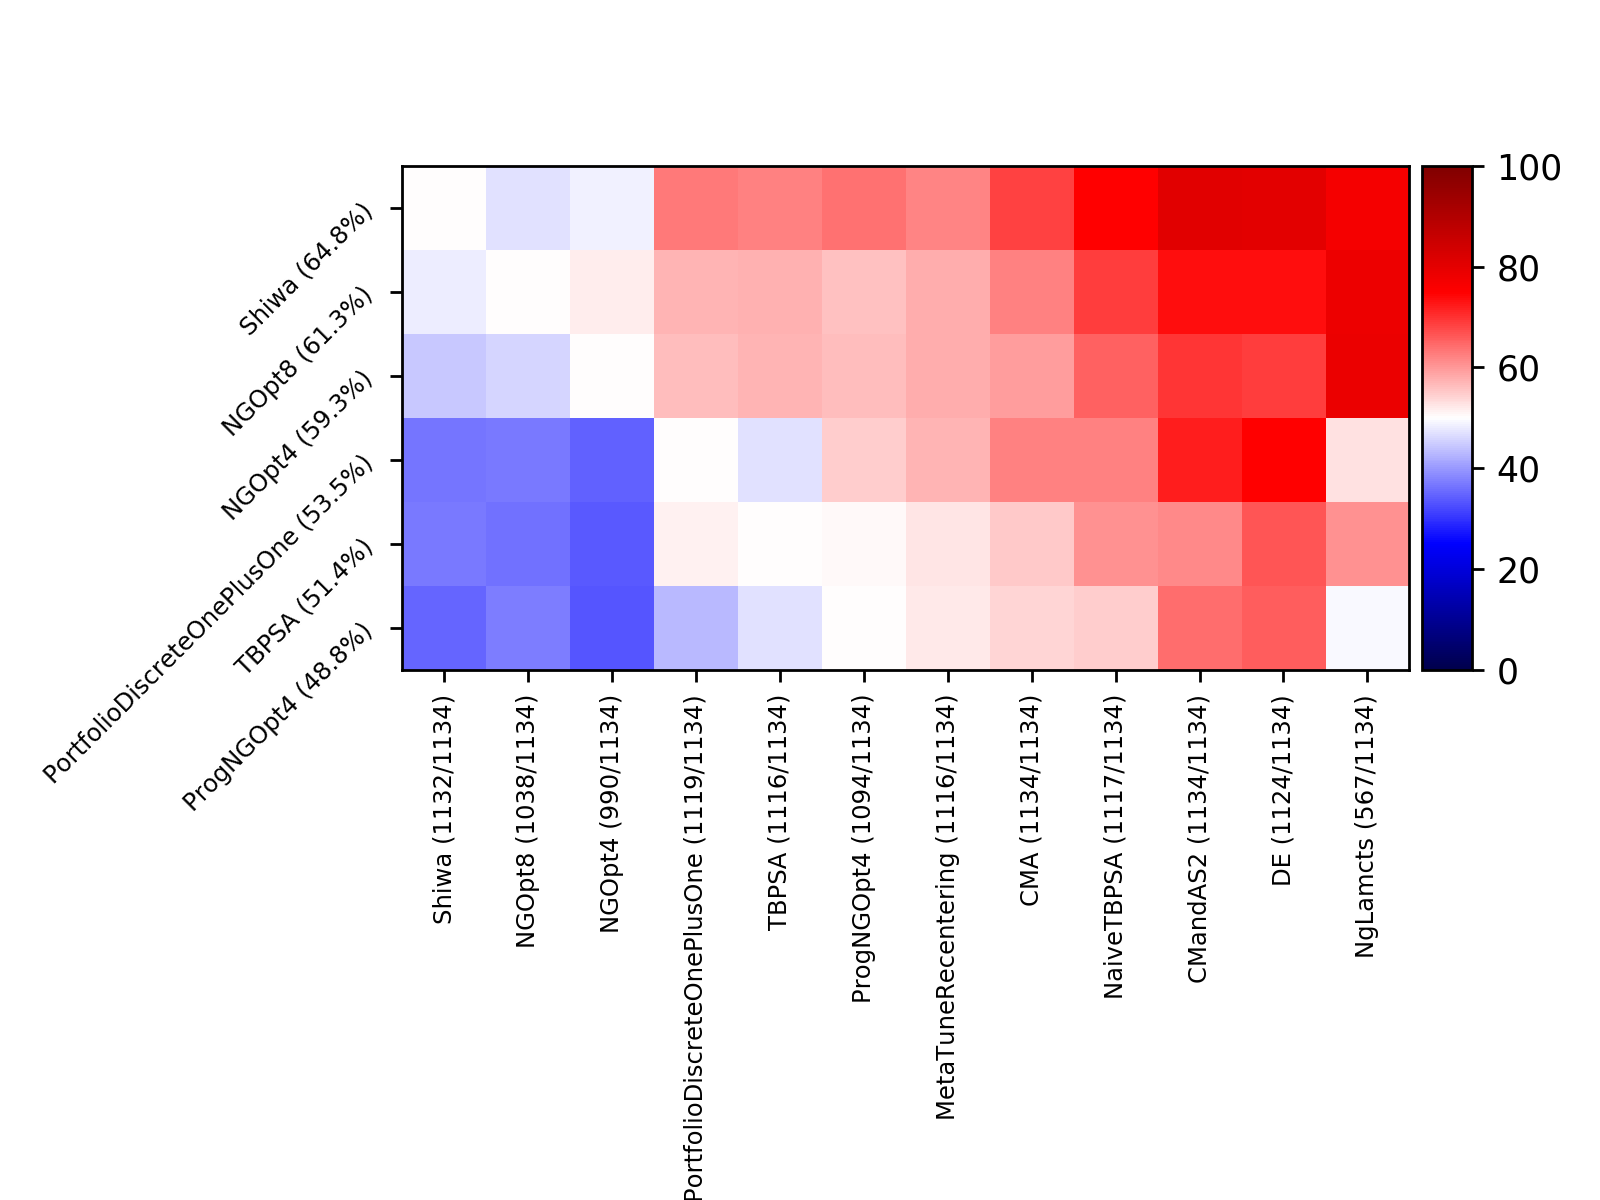 Shiwa (64.8%)
NGOpt8 (61.3%)
NGOpt4 (59.3%)
PortfolioDiscreteOnePlusOne (53.5%)
TBPSA (51.4%)
ProgNGOpt4 (48.8%)
Shiwa (1132/1134)
NGOpt8 (1038/1134)
NGOpt4 (990/1134)
PortfolioDiscreteOnePlusOne (1119/1134)
TBPSA (1116/1134)
ProgNGOpt4 (1094/1134)
MetaTuneRecentering (1116/1134)
CMA (1134/1134)
NaiveTBPSA (1117/1134)
CMandAS2 (1134/1134)
DE (1124/1134)
NgLamcts (567/1134)
100
80
60
40
20
0